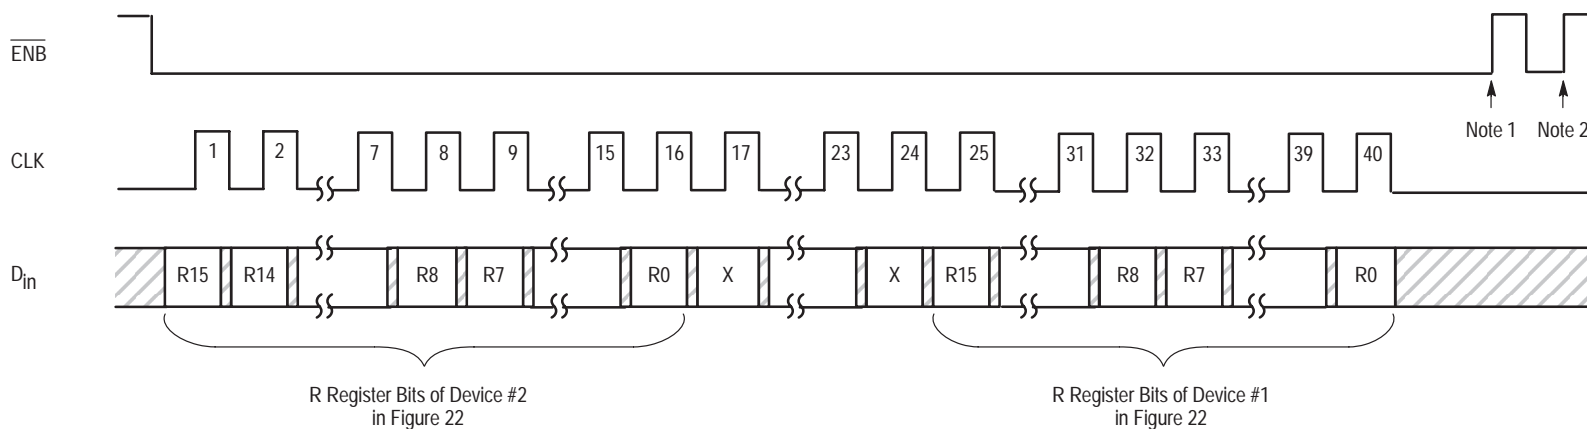 ENB
Note 1 Note 2
CLK
1 2 7 8 9 15 16 17 23 24 25 31 32 33 39 40
Din
R15 R14 R8 R7 R0 X X R15 R8 R7 R0
R Register Bits of Device #2
in Figure 22
R Register Bits of Device #1
in Figure 22